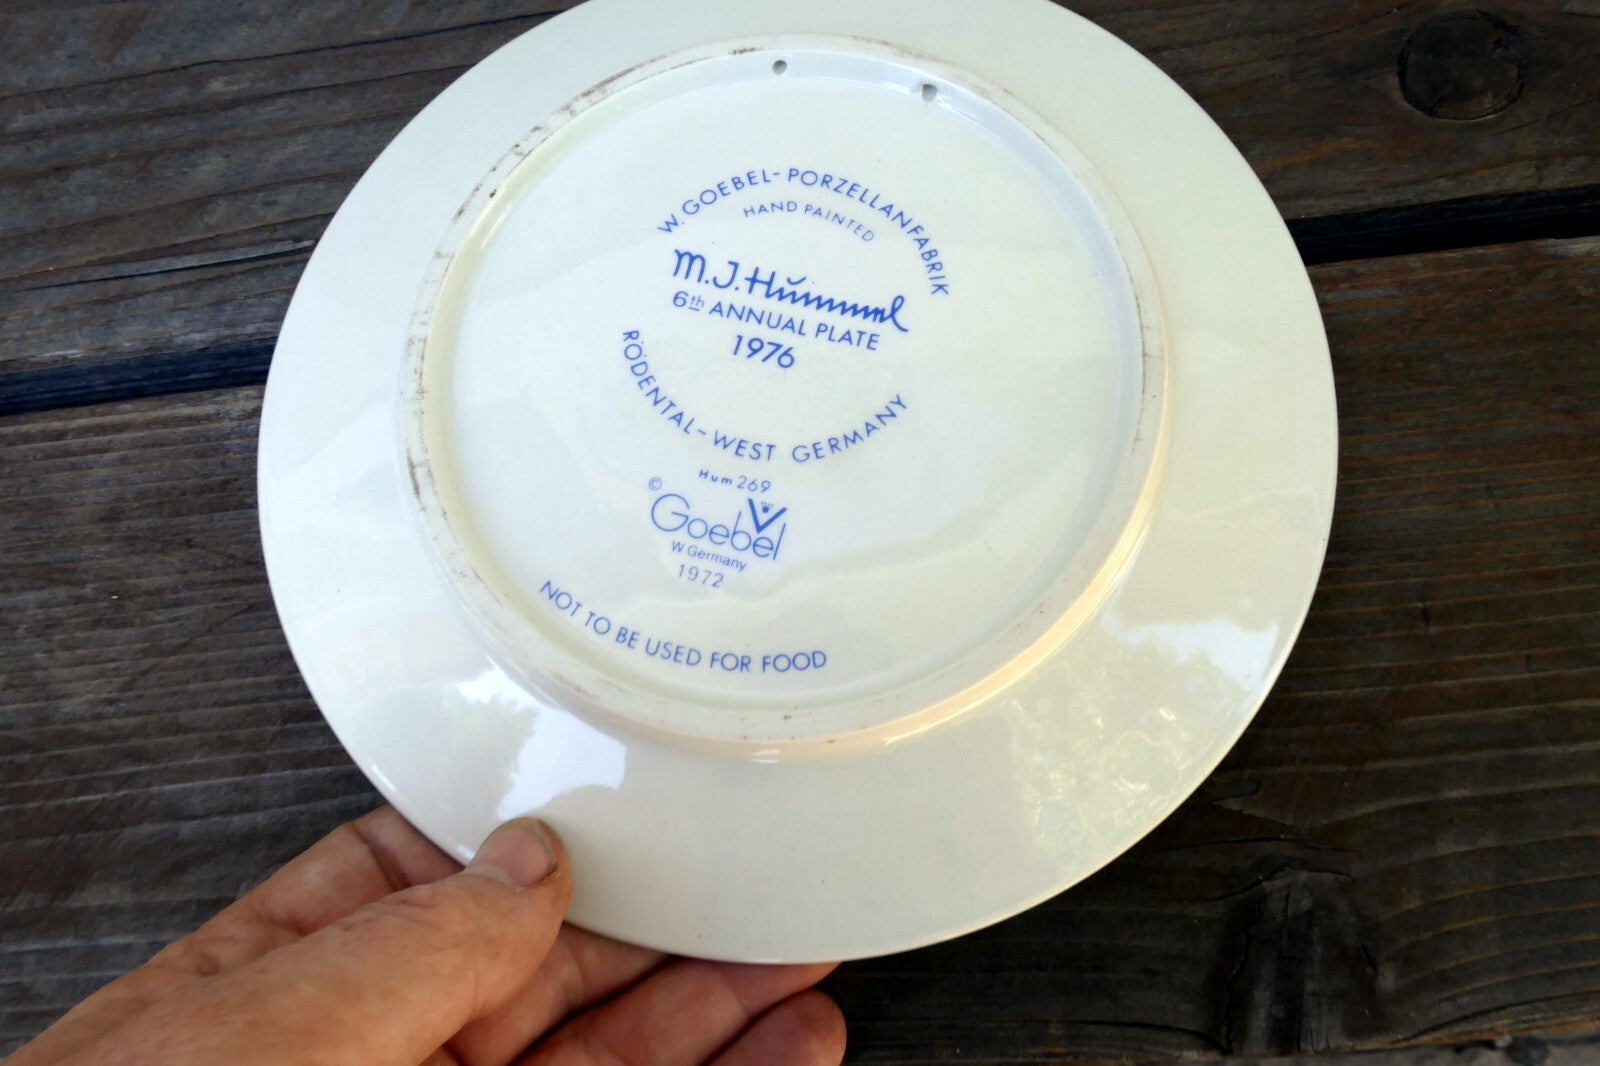 W. GOEBEL-PORZELLANFABRIK
HAND PAINTED
M.J.Hümmel
6th ANNUAL PLATE
1976
RÖDENTAL-WEST GERMANY
Hum 269
© Goebel
W Germany
1972
NOT TO BE USED FOR FOOD